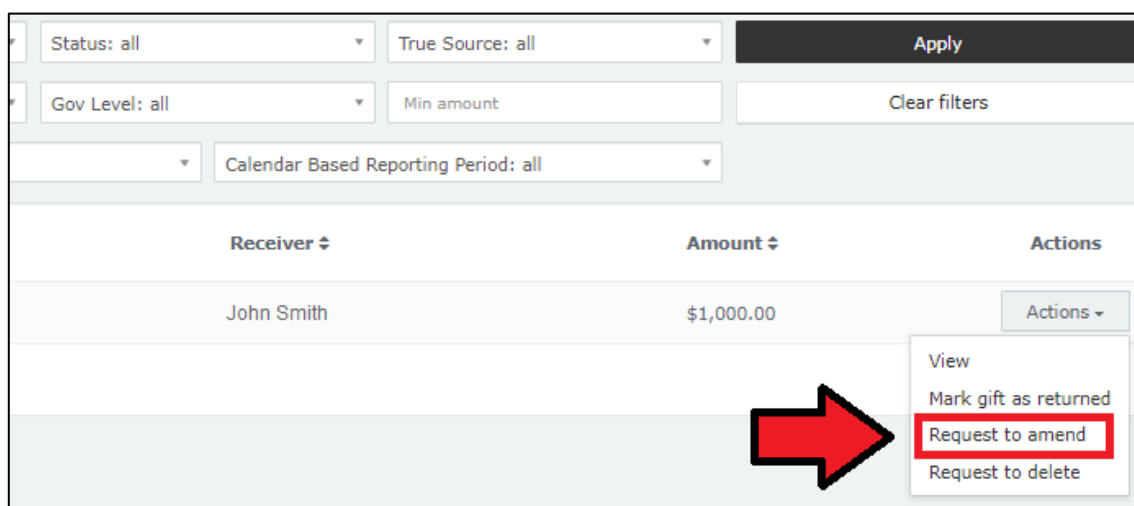 Status: all True Source: all Apply
Gov Level: all Min amount Clear filters
Calendar Based Reporting Period: all
Receiver Amount Actions
John Smith $1,000.00 Actions
View
Mark gift as returned
Request to amend
Request to delete